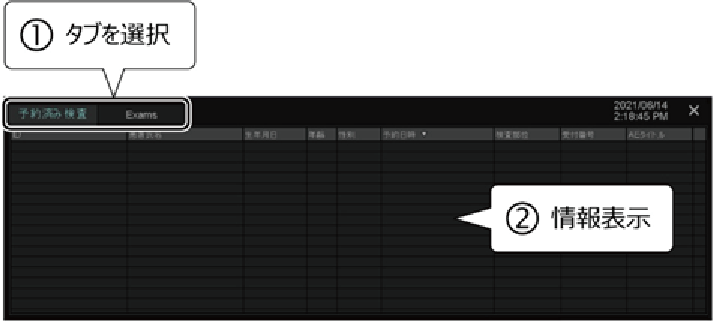 ① タブを選択
予約済み検査 Exams
2021/06/14
2:18:45 PM ×
ID 患者氏名 生年月日 年齢 性別 予約日時 検査部位 受付番号 AEタイトル
② 情報表示